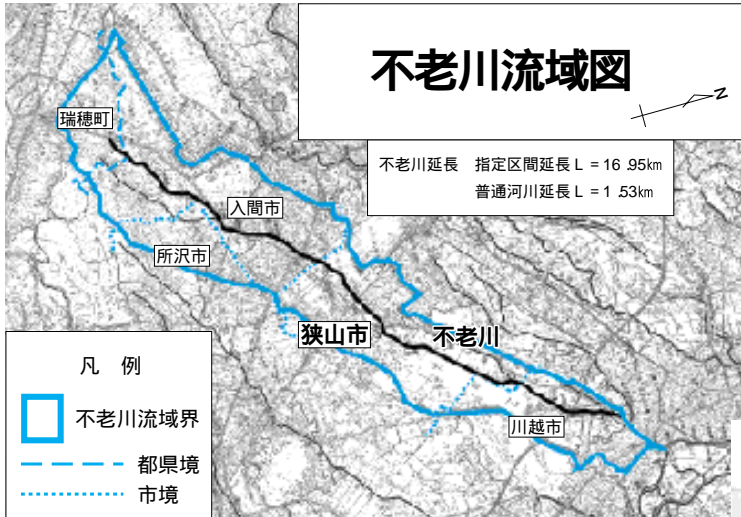 不老川流域図
N
不老川延長 指定区間延長 L = 16.95km
普通河川延長 L = 1.53km
瑞穂町
入間市
所沢市
狭山市
不老川
川越市
凡 例
不老川流域界
都県境
市境